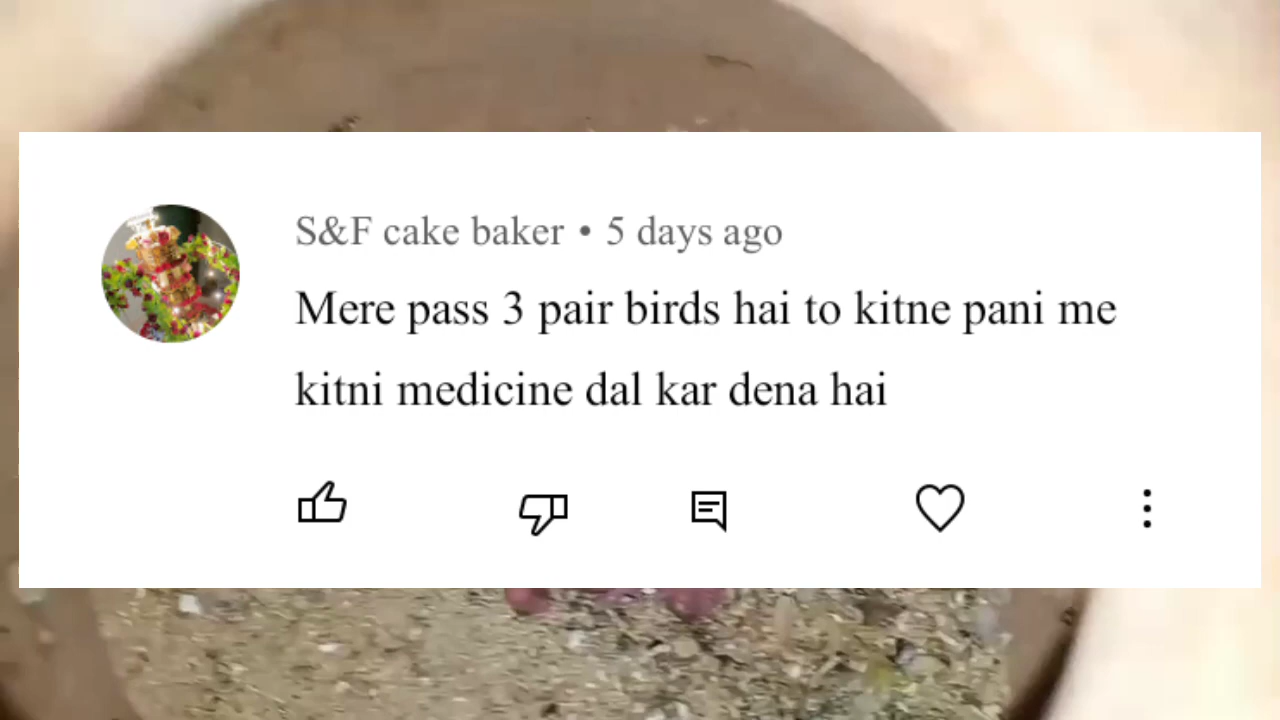 S&F cake baker • 5 days ago
Mere pass 3 pair birds hai to kitne pani me
kitni medicine dal kar dena hai